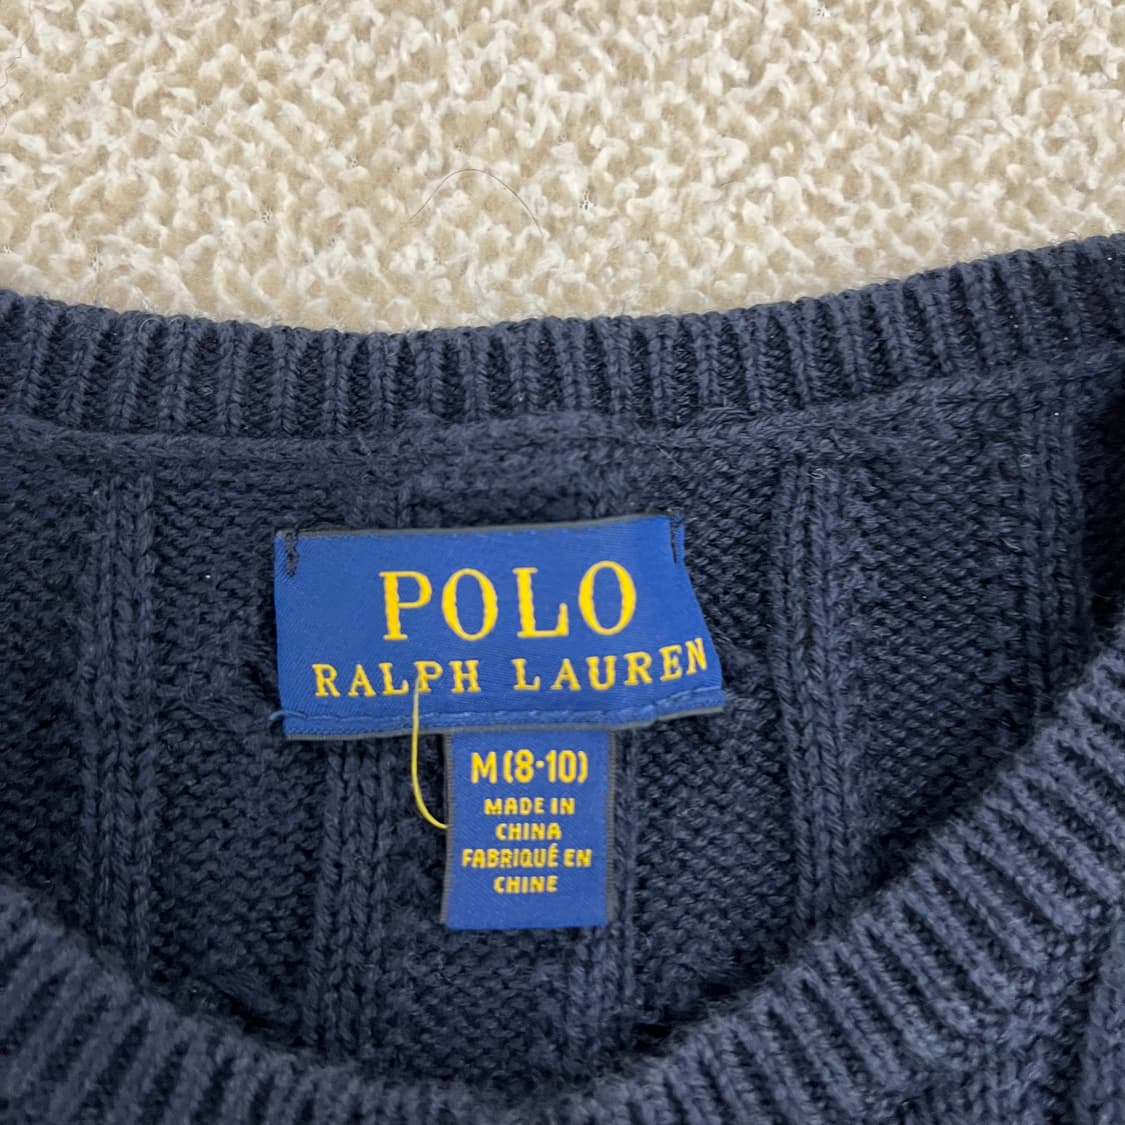 POLO
RALPH LAUREN
M(8-10)
MADE IN
CHINA
FABRIQUÉ EN
CHINE